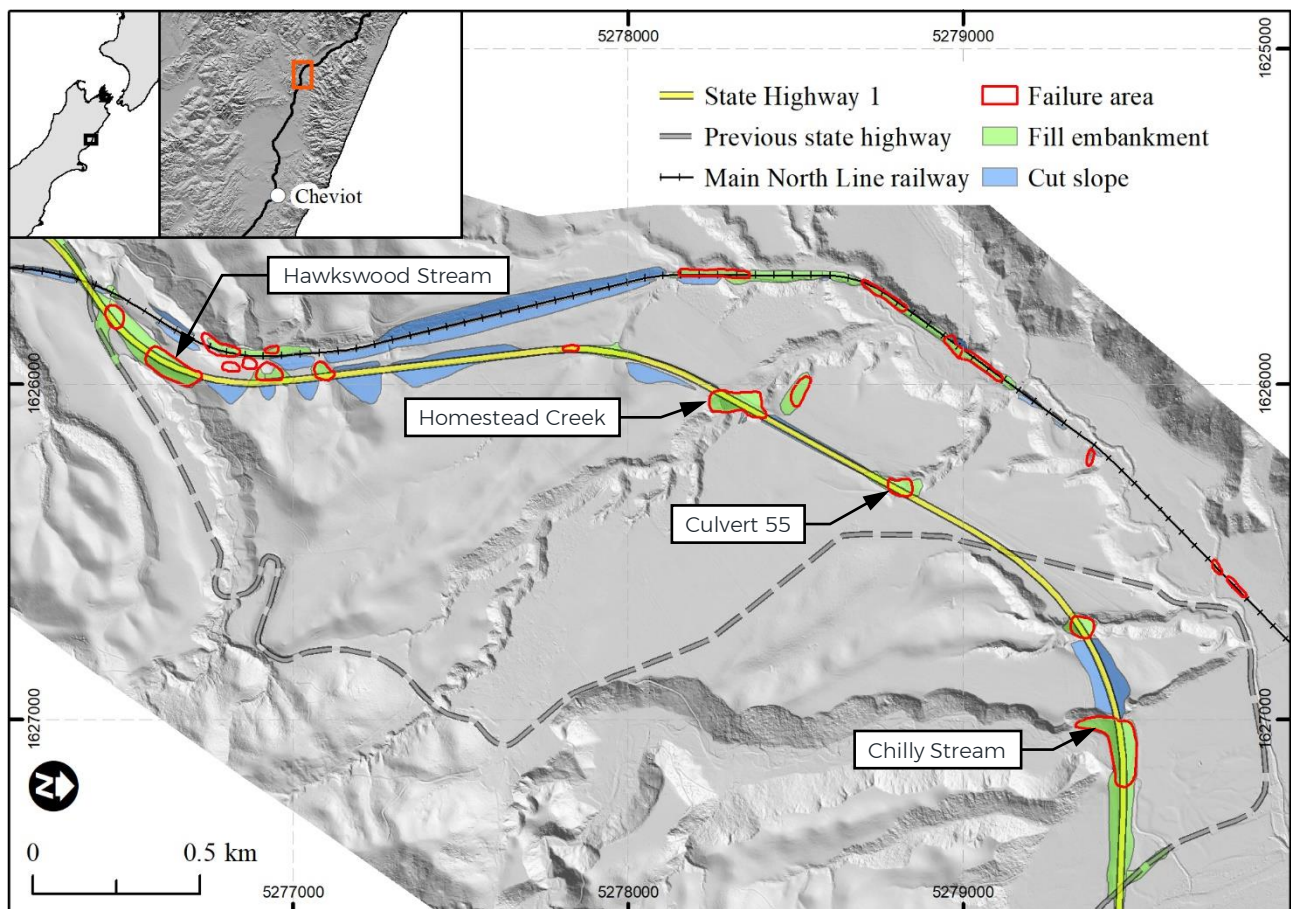 5278000
5279000
1625000
State Highway 1
Failure area
Previous state highway
Fill embankment
Main North Line railway
Cut slope
Cheviot
Hawkswood Stream
1626000
1626000
Homestead Creek
Culvert 55
1627000
1627000
Chilly Stream
N
0
0.5 km
5277000
5278000
5279000